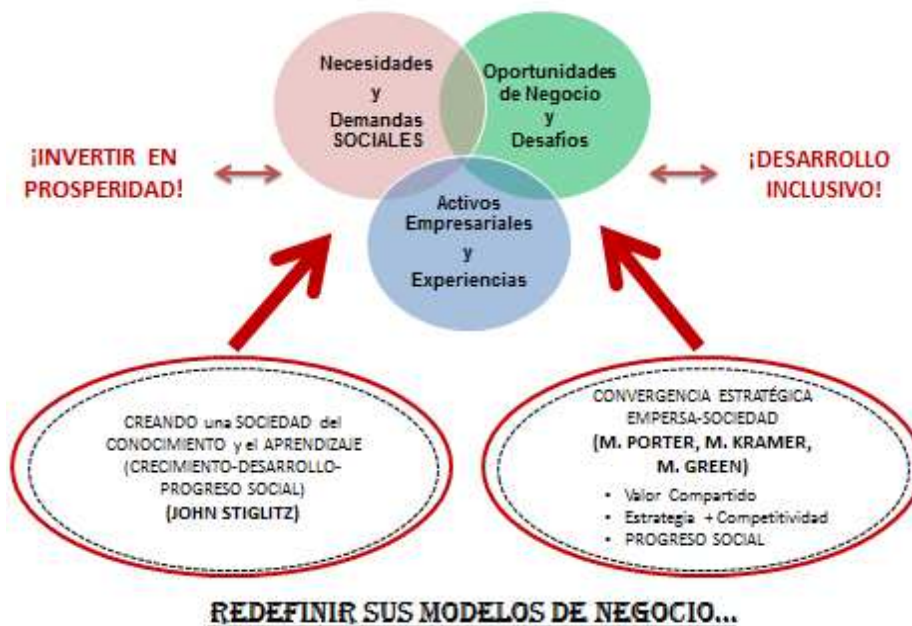 Necesidades
y
Demandas
SOCIALES
Oportunidades
de Negocio
y
Desafíos
¡INVERTIR EN
PROSPERIDAD!
¡DESARROLLO
INCLUSIVO!
Activos
Empresariales
y
Experiencias
CREANDO una SOCIEDAD del
CONOCIMIENTO y el APRENDIZAJE
(CRECIMIENTO-DESARROLLO-
PROGRESO SOCIAL)
(JOHN STIGLITZ)
CONVERGENCIA ESTRATÉGICA
EMPERSA-SOCIEDAD
(M. PORTER, M. KRAMER,
M. GREEN)
• Valor Compartido
• Estrategia + Competitividad
• PROGRESO SOCIAL
REDEFINIR SUS MODELOS DE NEGOCIO...